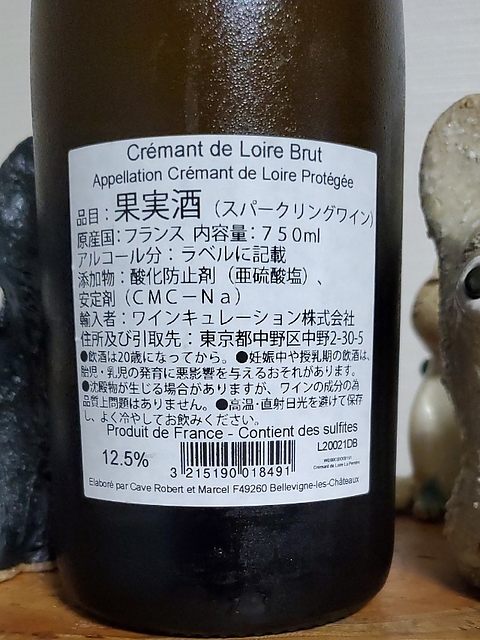 Crémant de Loire Brut
Appellation Crémant de Loire Protégée
品目：果実酒（スパークリングワイン）
原産国：フランス 内容量：７５０ml
アルコール分：ラベルに記載
添加物：酸化防止剤（亜硫酸塩）、
安定剤（ＣＭＣ－Ｎａ）
輸入者：ワインキュレーション株式会社
住所及び引取先：東京都中野区中野2-30-5
●飲酒は20歳になってから。●妊娠中や授乳期の飲酒は、
胎児・乳児の発育に悪影響を与えるおそれがあります。
●沈殿物が生じる場合がありますが、ワインの成分の為
品質上問題はありません。●高温・直射日光を避けて保存
し、よく冷やしてお飲みください。
Produit de France - Contient des sulfites
L20021DB
12.5%
3 215190 018491
Crémant de Loire La Perrière
Elaboré par Cave Robert et Marcel F49260 Bellevigne-les-Châteaux